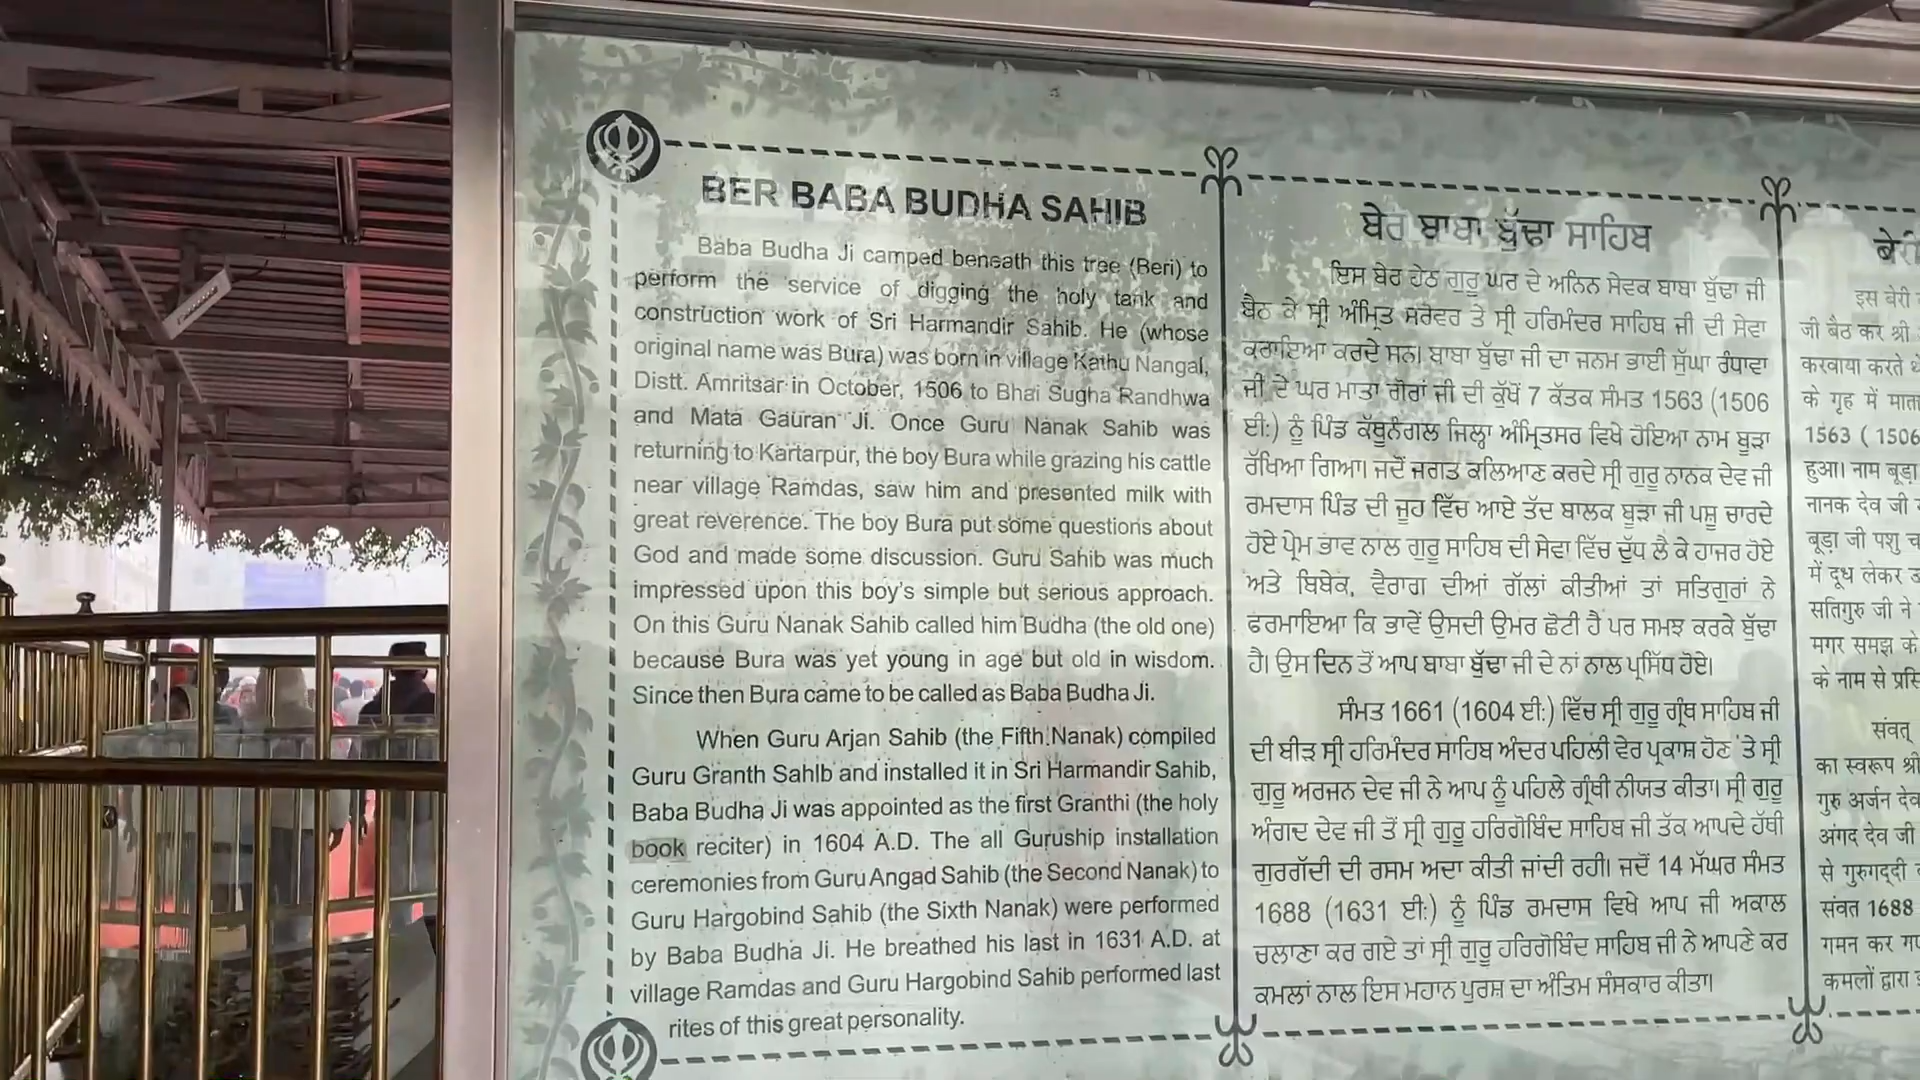 BER BABA BUDHA SAHIB
Baba Budha Ji camped beneath this tree (Beri) to
perform the service of digging the holy tank and
construction work of Sri Harmandir Sahib. He (whose
original name was Bura) was born in village Kathu Nangal,
Distt. Amritsar in October, 1506 to Bhai Sugha Randhwa
and Mata Gauran Ji. Once Guru Nanak Sahib was
returning to Kartarpur, the boy Bura while grazing his cattle
near village Ramdas, saw him and presented milk with
great reverence. The boy Bura put some questions about
God and made some discussion. Guru Sahib was much
impressed upon this boy's simple but serious approach.
On this Guru Nanak Sahib called him Budha (the old one)
because Bura was yet young in age but old in wisdom.
Since then Bura came to be called as Baba Budha Ji.
When Guru Arjan Sahib (the Fifth Nanak) compiled
Guru Granth SahIb and installed it in Sri Harmandir Sahib,
Baba Budha Ji was appointed as the first Granthi (the holy
book reciter) in 1604 A.D. The all Guruship installation
ceremonies from Guru Angad Sahib (the Second Nanak) to
Guru Hargobind Sahib (the Sixth Nanak) were performed
by Baba Budha Ji. He breathed his last in 1631 A.D. at
village Ramdas and Guru Hargobind Sahib performed last
rites of this great personality.
ਬੇਰ ਬਾਬਾ ਬੁੱਢਾ ਸਾਹਿਬ
ਇਸ ਬੇਰ ਹੇਠ ਗੁਰੂ ਘਰ ਦੇ ਅਨਿਨ ਸੇਵਕ ਬਾਬਾ ਬੁੱਢਾ ਜੀ
ਬੈਠ ਕੇ ਸ੍ਰੀ ਅੰਮ੍ਰਿਤ ਸਰੋਵਰ ਤੇ ਸ੍ਰੀ ਹਰਿਮੰਦਰ ਸਾਹਿਬ ਜੀ ਦੀ ਸੇਵਾ
ਕਰਾਇਆ ਕਰਦੇ ਸਨ। ਬਾਬਾ ਬੁੱਢਾ ਜੀ ਦਾ ਜਨਮ ਭਾਈ ਸੁੱਘਾ ਰੰਧਾਵਾ
ਜੀ ਦੇ ਘਰ ਮਾਤਾ ਗੌਰਾਂ ਜੀ ਦੀ ਕੁੱਖੋਂ 7 ਕੱਤਕ ਸੰਮਤ 1563 (1506
ਈ:) ਨੂੰ ਪਿੰਡ ਕੱਥੂਨੰਗਲ ਜਿਲ੍ਹਾ ਅੰਮ੍ਰਿਤਸਰ ਵਿਖੇ ਹੋਇਆ ਨਾਮ ਬੂੜਾ
ਰੱਖਿਆ ਗਿਆ। ਜਦੋਂ ਜਗਤ ਕਲਿਆਣ ਕਰਦੇ ਸ੍ਰੀ ਗੁਰੂ ਨਾਨਕ ਦੇਵ ਜੀ
ਰਮਦਾਸ ਪਿੰਡ ਦੀ ਜੂਹ ਵਿੱਚ ਆਏ ਤੱਦ ਬਾਲਕ ਬੂੜਾ ਜੀ ਪਸ਼ੂ ਚਾਰਦੇ
ਹੋਏ ਪ੍ਰੇਮ ਭਾਵ ਨਾਲ ਗੁਰੂ ਸਾਹਿਬ ਦੀ ਸੇਵਾ ਵਿੱਚ ਦੁੱਧ ਲੈ ਕੇ ਹਾਜਰ ਹੋਏ
ਅਤੇ ਬਿਬੇਕ, ਵੈਰਾਗ ਦੀਆਂ ਗੱਲਾਂ ਕੀਤੀਆਂ ਤਾਂ ਸਤਿਗੁਰਾਂ ਨੇ
ਫਰਮਾਇਆ ਕਿ ਭਾਵੇਂ ਉਸਦੀ ਉਮਰ ਛੋਟੀ ਹੈ ਪਰ ਸਮਝ ਕਰਕੇ ਬੁੱਢਾ
ਹੈ। ਉਸ ਦਿਨ ਤੋਂ ਆਪ ਬਾਬਾ ਬੁੱਢਾ ਜੀ ਦੇ ਨਾਂ ਨਾਲ ਪ੍ਰਸਿੱਧ ਹੋਏ।
ਸੰਮਤ 1661 (1604 ਈ:) ਵਿੱਚ ਸ੍ਰੀ ਗੁਰੂ ਗ੍ਰੰਥ ਸਾਹਿਬ ਜੀ
ਦੀ ਬੀੜ ਸ੍ਰੀ ਹਰਿਮੰਦਰ ਸਾਹਿਬ ਅੰਦਰ ਪਹਿਲੀ ਵੇਰ ਪ੍ਰਕਾਸ਼ ਹੋਣ 'ਤੇ ਸ੍ਰੀ
ਗੁਰੂ ਅਰਜਨ ਦੇਵ ਜੀ ਨੇ ਆਪ ਨੂੰ ਪਹਿਲੇ ਗ੍ਰੰਥੀ ਨੀਯਤ ਕੀਤਾ। ਸ੍ਰੀ ਗੁਰੂ
ਅੰਗਦ ਦੇਵ ਜੀ ਤੋਂ ਸ੍ਰੀ ਗੁਰੂ ਹਰਿਗੋਬਿੰਦ ਸਾਹਿਬ ਜੀ ਤੱਕ ਆਪਦੇ ਹੱਥੀ
ਗੁਰਗੱਦੀ ਦੀ ਰਸਮ ਅਦਾ ਕੀਤੀ ਜਾਂਦੀ ਰਹੀ। ਜਦੋਂ 14 ਮੱਘਰ ਸੰਮਤ
1688 (1631 ਈ:) ਨੂੰ ਪਿੰਡ ਰਮਦਾਸ ਵਿਖੇ ਆਪ ਜੀ ਅਕਾਲ
ਚਲਾਣਾ ਕਰ ਗਏ ਤਾਂ ਸ੍ਰੀ ਗੁਰੂ ਹਰਿਗੋਬਿੰਦ ਸਾਹਿਬ ਜੀ ਨੇ ਆਪਣੇ ਕਰ
ਕਮਲਾਂ ਨਾਲ ਇਸ ਮਹਾਨ ਪੁਰਸ਼ ਦਾ ਅੰਤਿਮ ਸੰਸਕਾਰ ਕੀਤਾ।
इस बेरी
जी बैठ कर श्री
करवाया करते
के गृह में
1563 ( 1506
हुआ। नाम बूड़ा
नानक देव जी
बूड़ा जी पशु
में दूध लेकर
सतिगुरु जी ने
मगर समझ के
के नाम से
संवत्
का स्वरूप श्री
गुरु अर्जन देव
अंगद देव जी
से गुरुगद्दी
संवत 1688
गमन कर
कमलों द्वारा